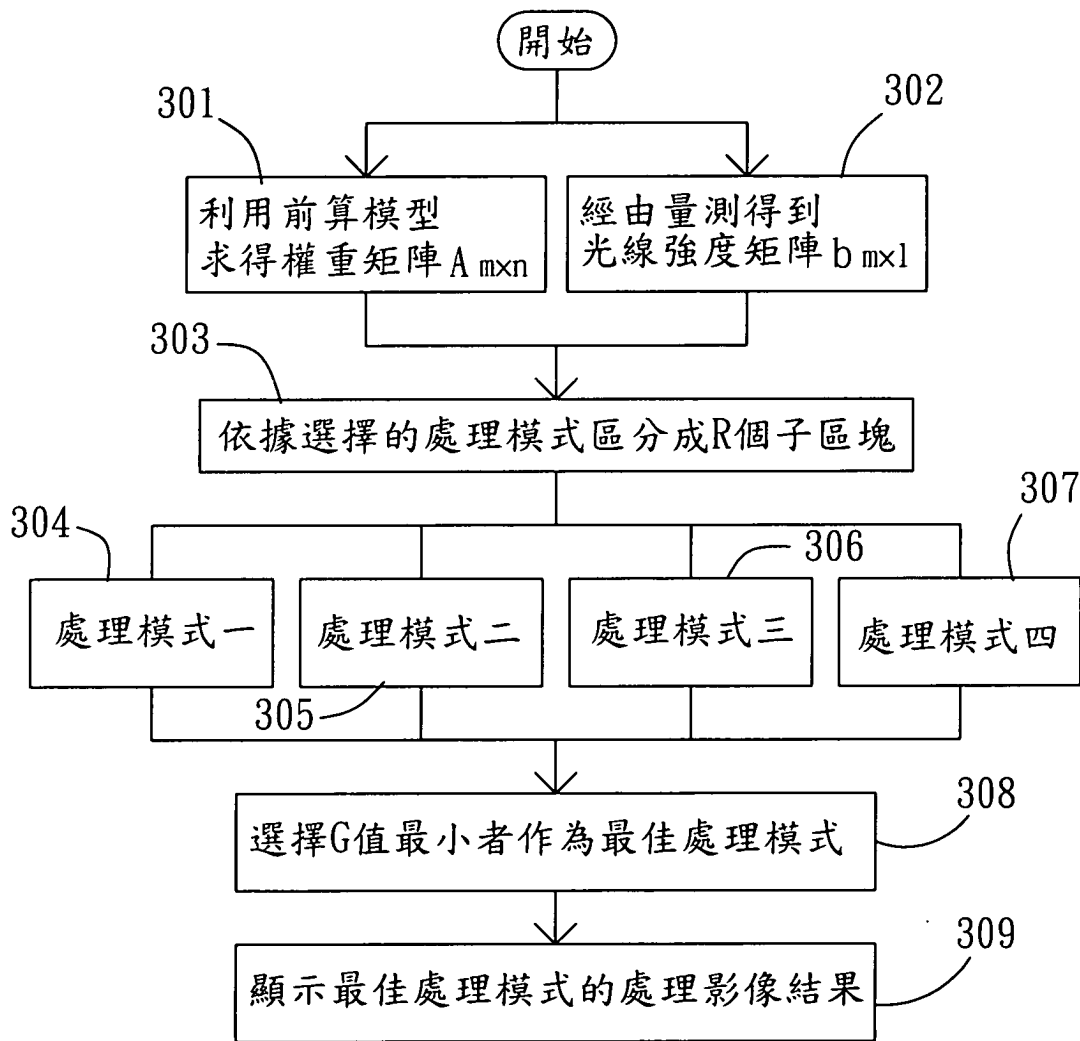 開始
301
302
利用前算模型
求得權重矩陣Am×n
經由量測得到
光線強度矩陣bm×1
303
依據選擇的處理模式區分成R個子區塊
304
305
306
307
處理模式一
處理模式二
處理模式三
處理模式四
308
選擇G值最小者作為最佳處理模式
309
顯示最佳處理模式的處理影像結果